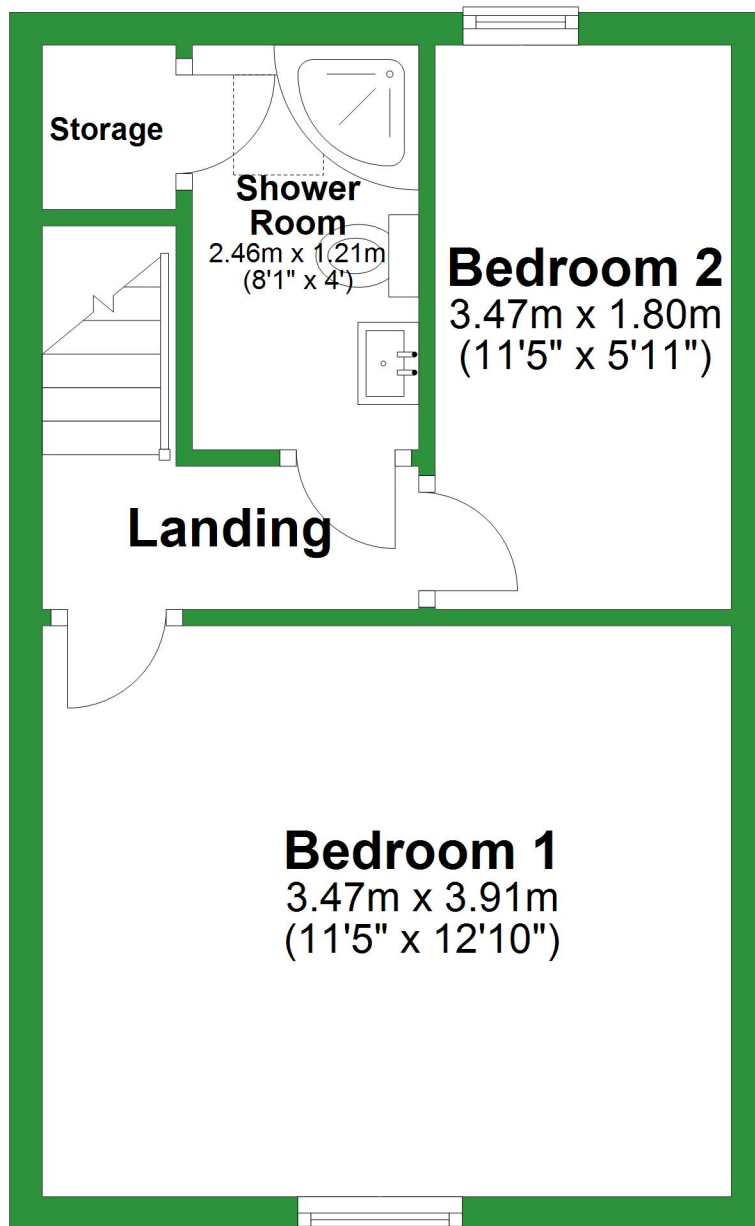 Storage
Shower
Room
2.46m x 1.21m
(8'1" x 4')
Bedroom 2
3.47m x 1.80m
(11'5" x 5'11")
Landing
Bedroom 1
3.47m x 3.91m
(11'5" x 12'10")